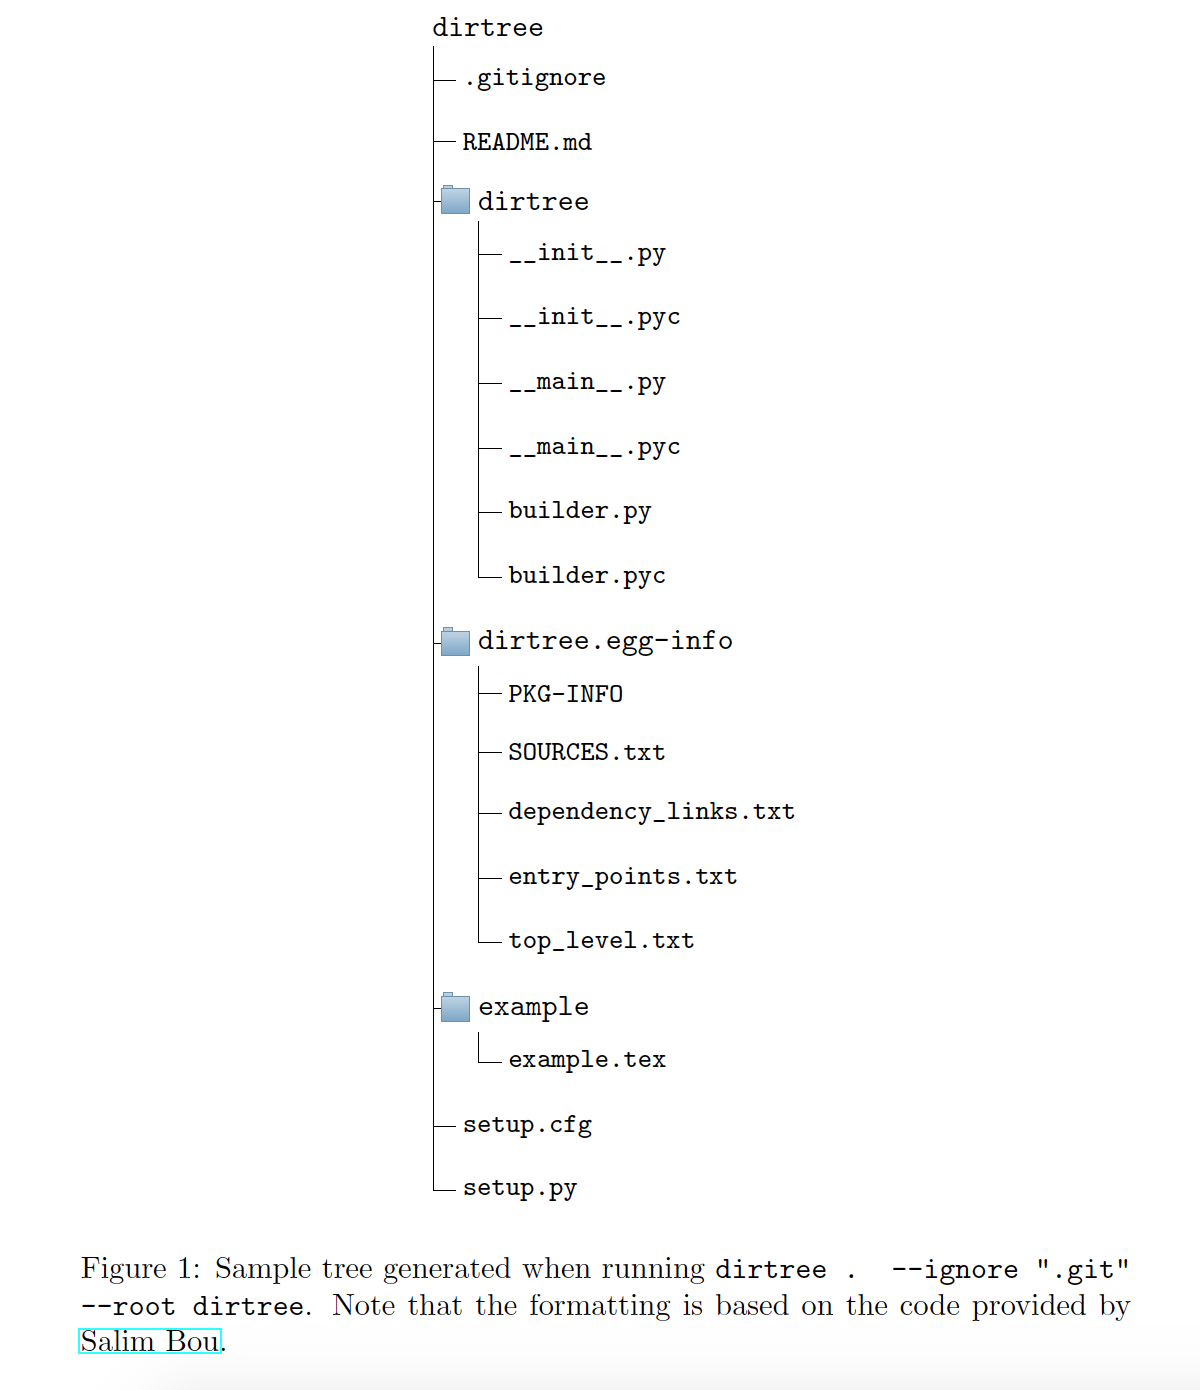 dirtree
.gitignore
README.md
dirtree
__init__.py
__init__.pyc
__main__.py
__main__.pyc
builder.py
builder.pyc
dirtree.egg-info
PKG-INFO
SOURCES.txt
dependency_links.txt
entry_points.txt
top_level.txt
example
example.tex
setup.cfg
setup.py
Figure 1: Sample tree generated when running dirtree . --ignore ".git"
--root dirtree. Note that the formatting is based on the code provided by
Salim Bou.